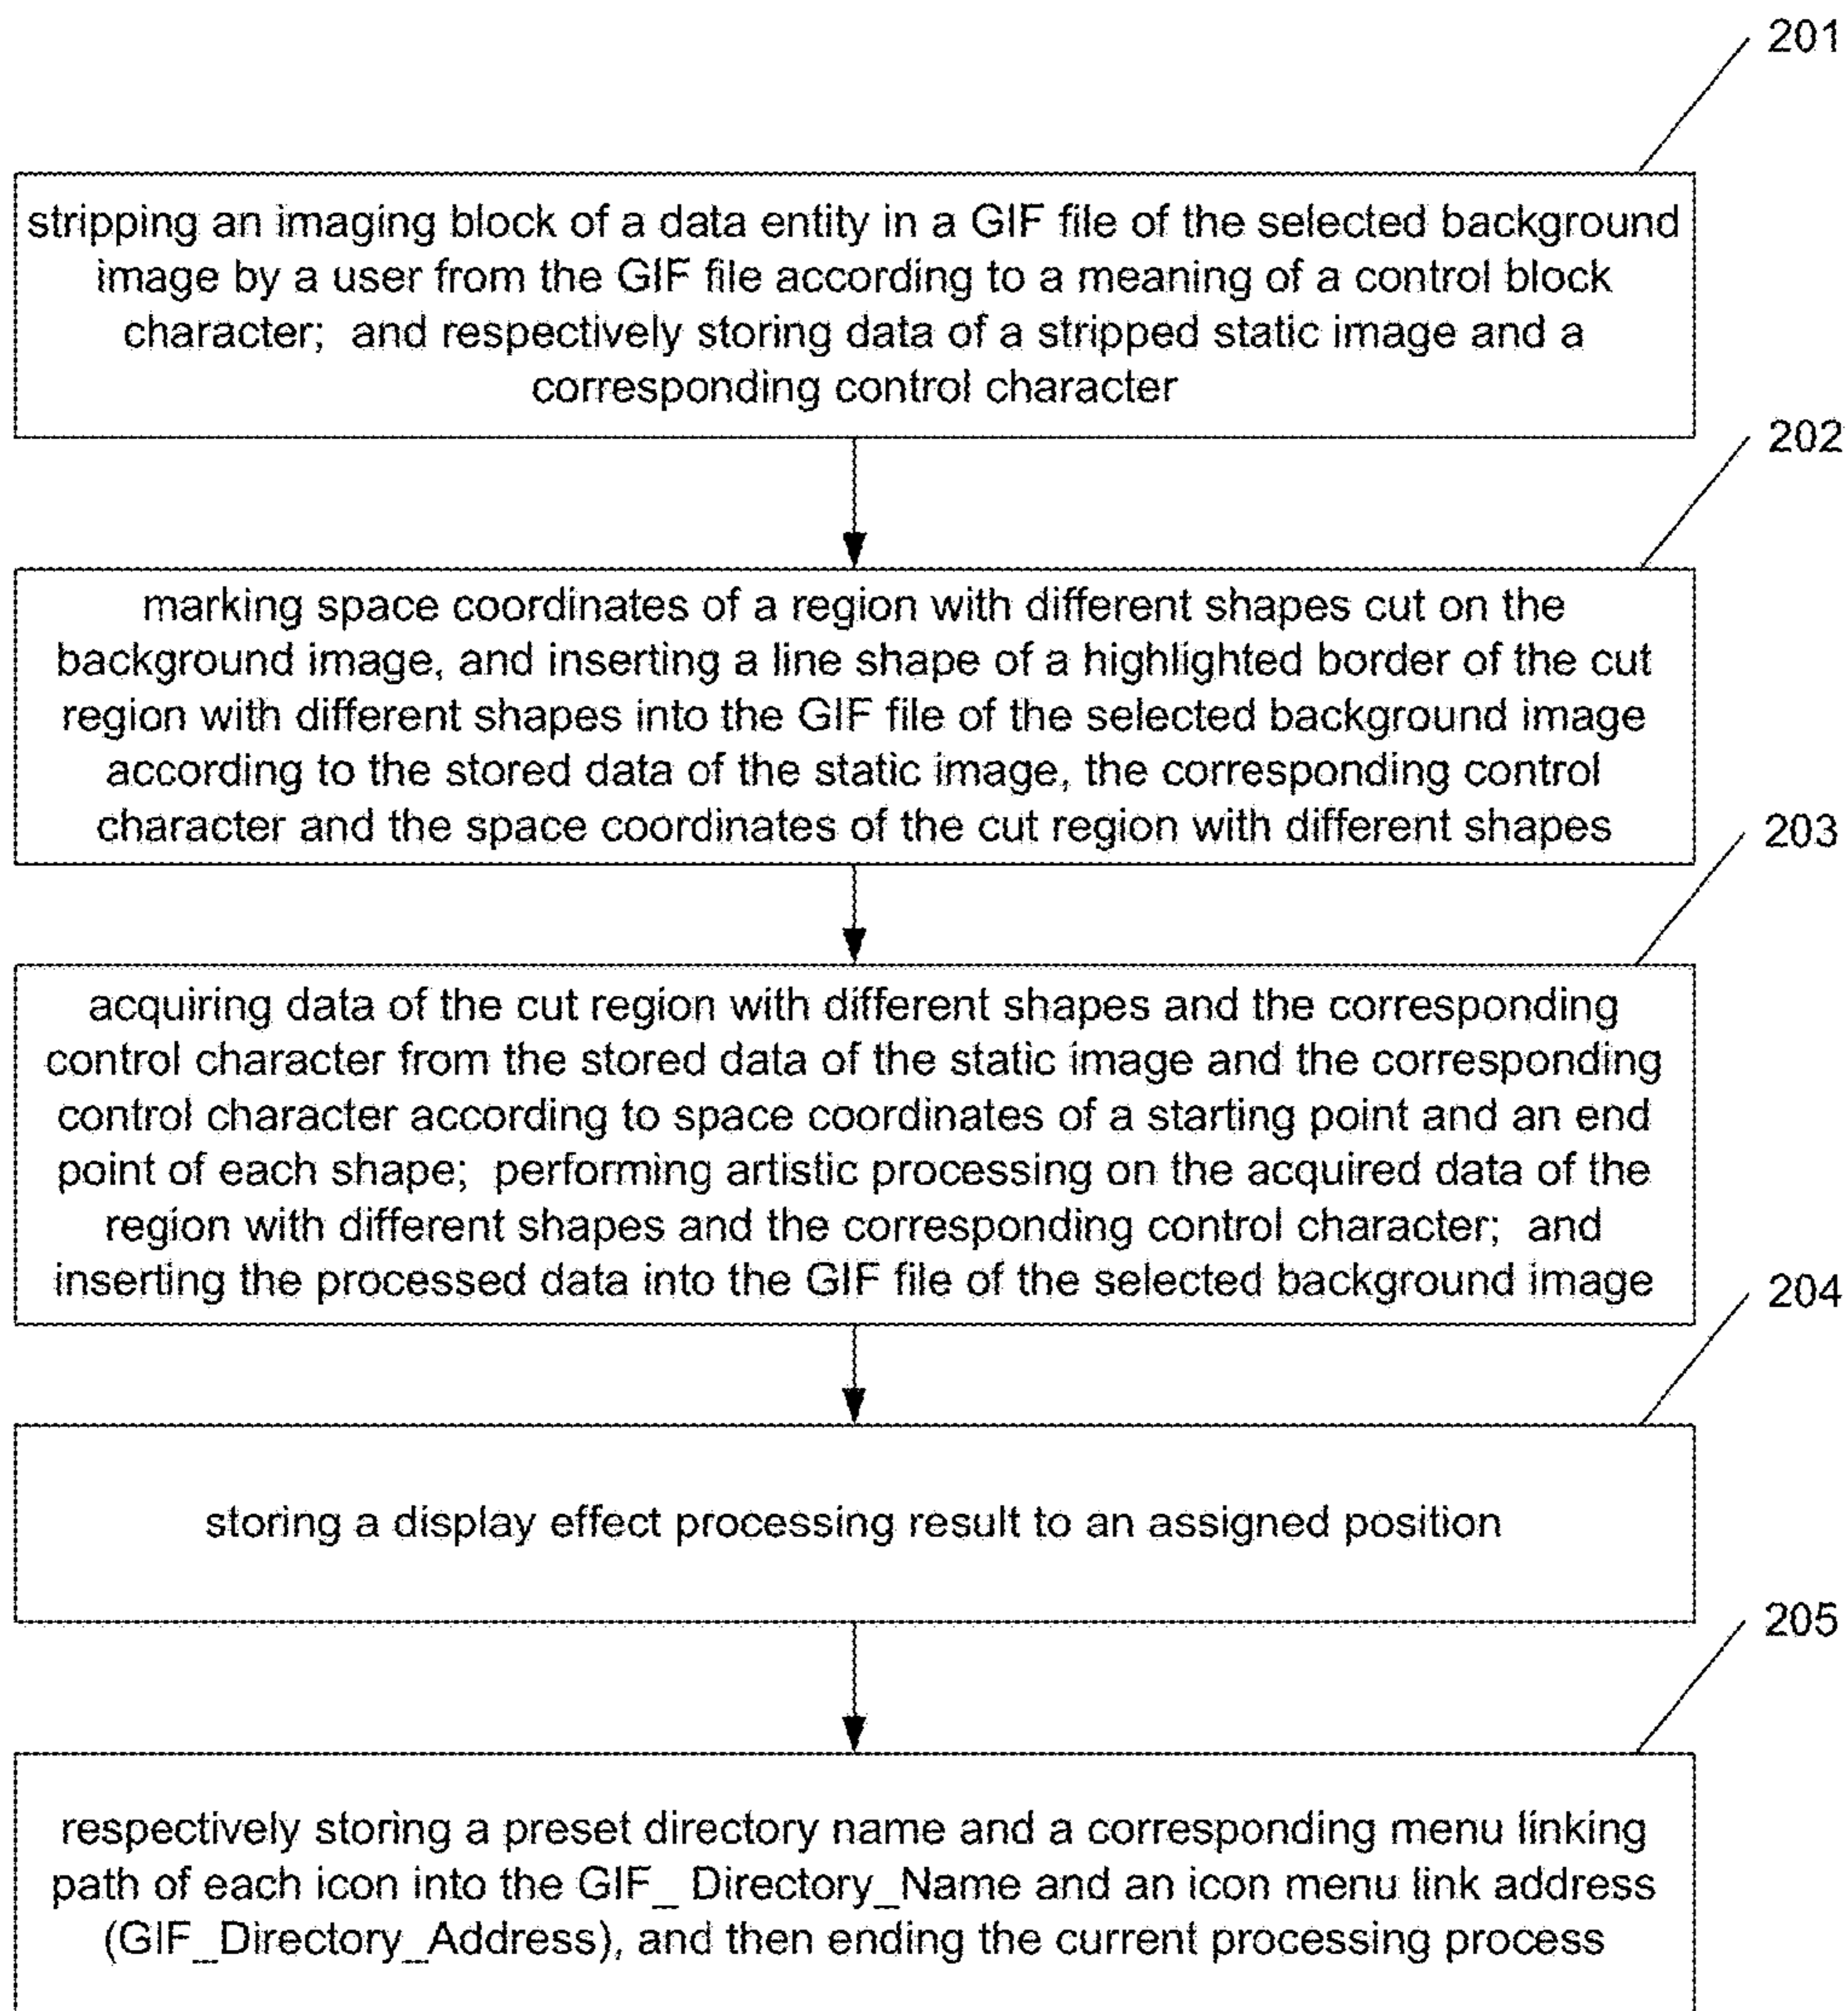 201
stripping an imaging block of a data entity in a GIF file of the selected background
image by a user from the GIF file according to a meaning of a control block
character; and respectively storing data of a stripped static image and a
corresponding control character
202
marking space coordinates of a region with different shapes cut on the
background image, and inserting a line shape of a highlighted border of the cut
region with different shapes into the GIF file of the selected background image
according to the stored data of the static image, the corresponding control
character and the space coordinates of the cut region with different shapes
203
acquiring data of the cut region with different shapes and the corresponding
control character from the stored data of the static image and the corresponding
control character according to space coordinates of a starting point and an end
point of each shape; performing artistic processing on the acquired data of the
region with different shapes and the corresponding control character; and
inserting the processed data into the GIF file of the selected background image
204
storing a display effect processing result to an assigned position
205
respectively storing a preset directory name and a corresponding menu linking
path of each icon into the GIF_ Directory_Name and an icon menu link address
(GIF_Directory_Address), and then ending the current processing process